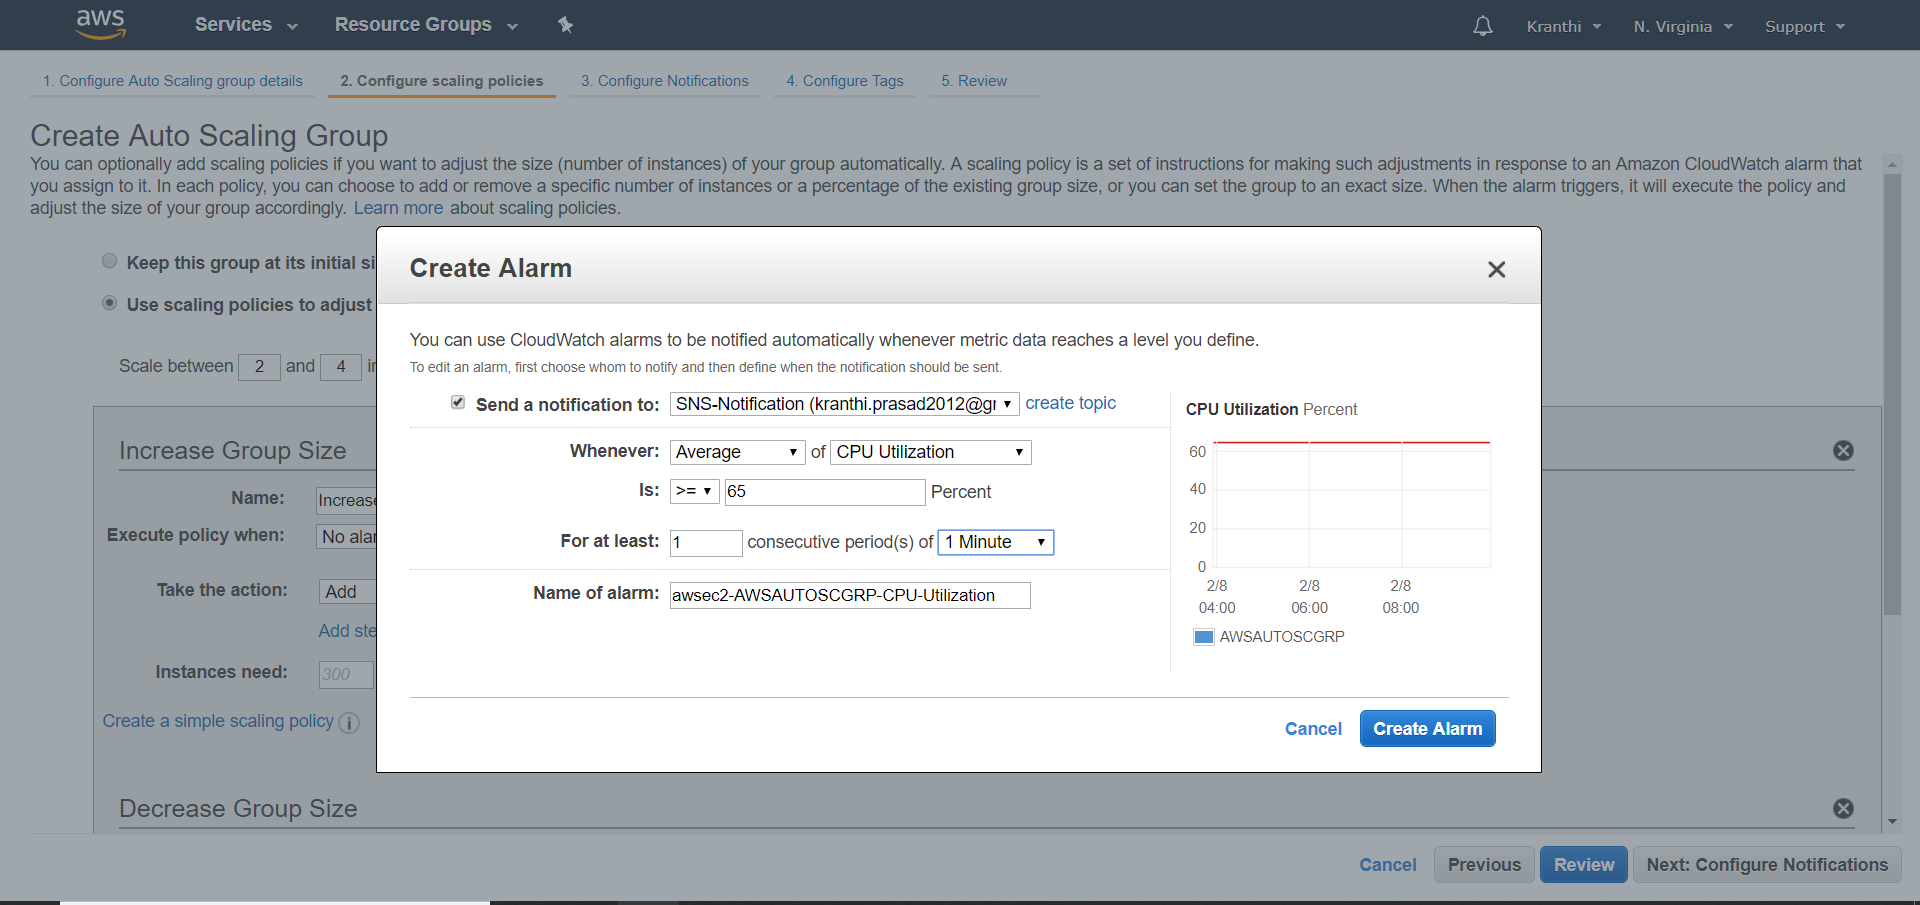 aws Services Resource Groups Kranthi N. Virginia Support
1. Configure Auto Scaling group details 2. Configure scaling policies 3. Configure Notifications 4. Configure Tags 5. Review
Create Auto Scaling Group
You can optionally add scaling policies if you want to adjust the size (number of instances) of your group automatically. A scaling policy is a set of instructions for making such adjustments in response to an Amazon CloudWatch alarm that
you assign to it. In each policy, you can choose to add or remove a specific number of instances or a percentage of the existing group size, or you can set the group to an exact size. When the alarm triggers, it will execute the policy and
adjust the size of your group accordingly. Learn more about scaling policies.
Keep this group at its initial si
Use scaling policies to adjust
Scale between 2 and 4
Increase Group Size
Name: Increase
Execute policy when: No alar
Take the action: Add
Add ste
Instances need: 300
Create a simple scaling policy i
Decrease Group Size
Create Alarm
You can use CloudWatch alarms to be notified automatically whenever metric data reaches a level you define.
To edit an alarm, first choose whom to notify and then define when the notification should be sent.
Send a notification to: SNS-Notification (kranthi.prasad2012@gr create topic
Whenever: Average of CPU Utilization
Is: >= 65 Percent
For at least: 1 consecutive period(s) of 1 Minute
Name of alarm: awsec2-AWSAUTOSCGRP-CPU-Utilization
CPU Utilization Percent
60
40
20
0
2/8 2/8 2/8
04:00 06:00 08:00
AWSAUTOSCGRP
Cancel Create Alarm
Cancel Previous Review Next: Configure Notifications